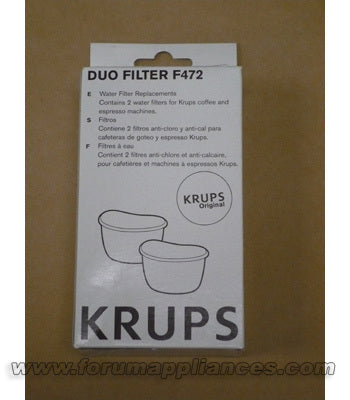 DUO FILTER F472
E Water Filter Replacements
Contains 2 water filters for Krups coffee and
espresso machines.
S Filtros
Contiene 2 filtros anti-cloro y anti-cal para
cafeteras de goteo y espresso Krups.
F Filtres à eau
Contient 2 filtres anti-chlore et anti-calcaire,
pour cafetières et machines à espressos Krups.
KRUPS
Original
KRUPS
www.forumappliances.com